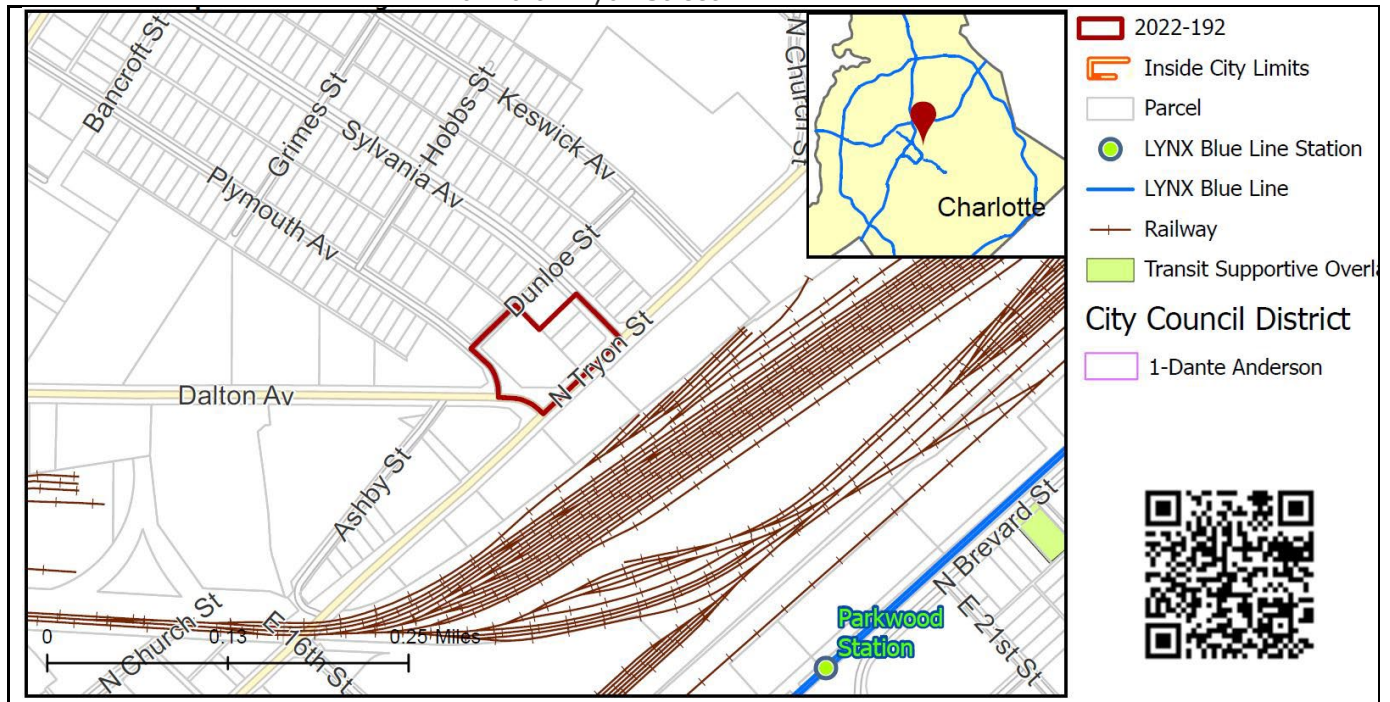 Bancroft St
Grimes St
Hobbs St
Keswick Av
Sylvania Av
Plymouth Av
Dunloe St
N Church St
N Tryon St
Dalton Av
Ashby St
N Church St
E 16th St
0
0.13
0.25 Miles
Parkwood
Station
N Brevard St
E 21st St
Charlotte
2022-192
Inside City Limits
Parcel
LYNX Blue Line Station
LYNX Blue Line
Railway
Transit Supportive Overla
City Council District
1-Dante Anderson